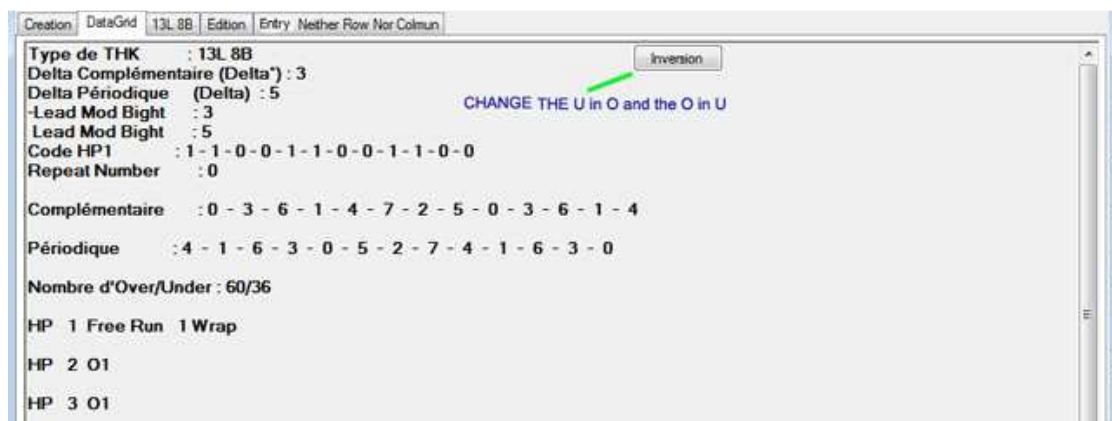 Creation DataGrid 13L 8B Edition Entry Neither Row Nor Colmun
Type de THK : 13L 8B
Inversion
Delta Complémentaire (Delta*) : 3
Delta Périodique (Delta) : 5
CHANGE THE U in O and the O in U
-Lead Mod Bight : 3
Lead Mod Bight : 5
Code HP1 : 1 - 1 - 0 - 0 - 1 - 1 - 0 - 0 - 1 - 1 - 0 - 0
Repeat Number : 0
Complémentaire : 0 - 3 - 6 - 1 - 4 - 7 - 2 - 5 - 0 - 3 - 6 - 1 - 4
Périodique : 4 - 1 - 6 - 3 - 0 - 5 - 2 - 7 - 4 - 1 - 6 - 3 - 0
Nombre d'Over/Under : 60/36
HP 1 Free Run 1 Wrap
HP 2 O1
HP 3 O1